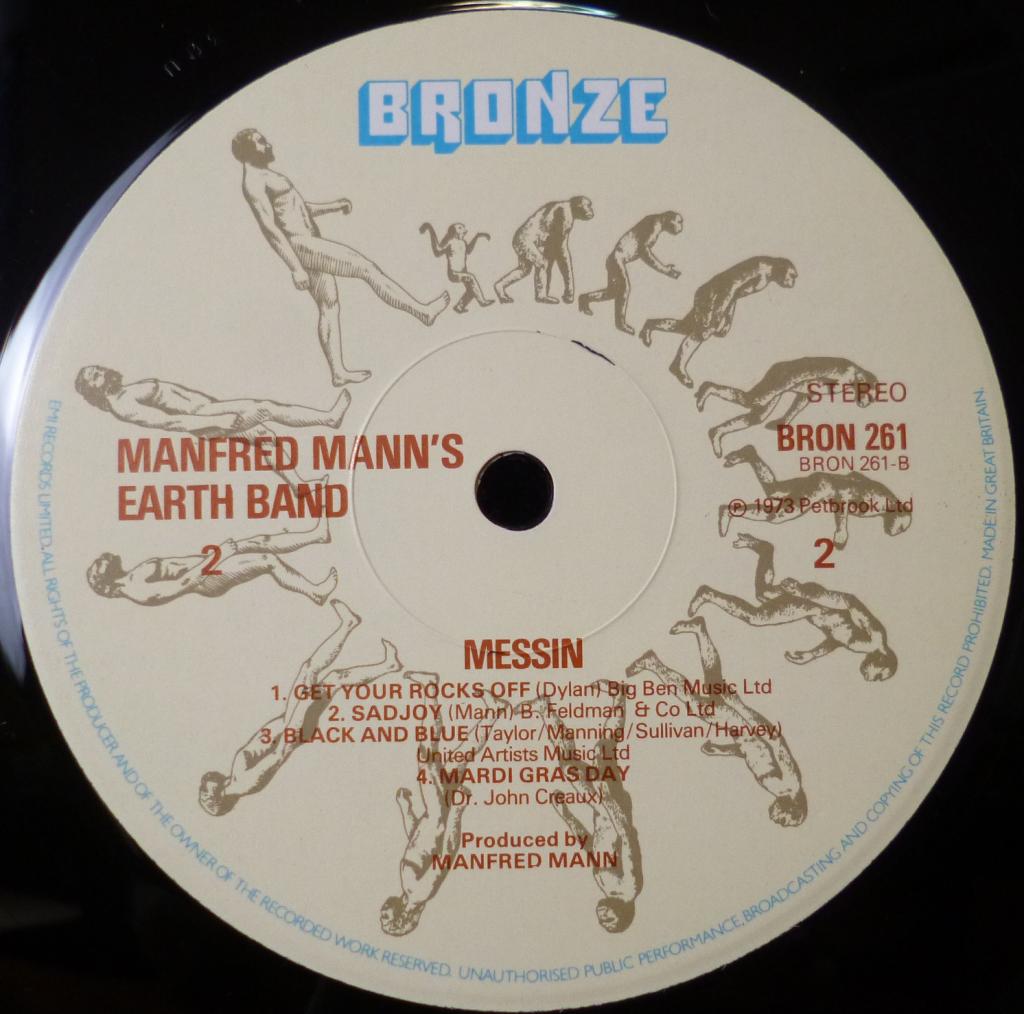 BRONZE
STEREO
BRON 261
BRON 261-B
℗ 1973 Petbrook Ltd
2
MANFRED MANN'S
EARTH BAND
2
MESSIN
1. GET YOUR ROCKS OFF (Dylan) Big Ben Music Ltd
2. SADJOY (Mann) B. Feldman & Co Ltd
3. BLACK AND BLUE (Taylor/Manning/Sullivan/Harvey)
United Artists Music Ltd
4. MARDI GRAS DAY
(Dr. John Creaux)
Produced by
MANFRED MANN
EMI RECORDS LIMITED. ALL RIGHTS OF THE PRODUCER AND OF THE OWNER OF THE RECORDED WORK RESERVED. UNAUTHORISED PUBLIC PERFORMANCE, BROADCASTING AND COPYING OF THIS RECORD PROHIBITED. MADE IN GREAT BRITAIN.